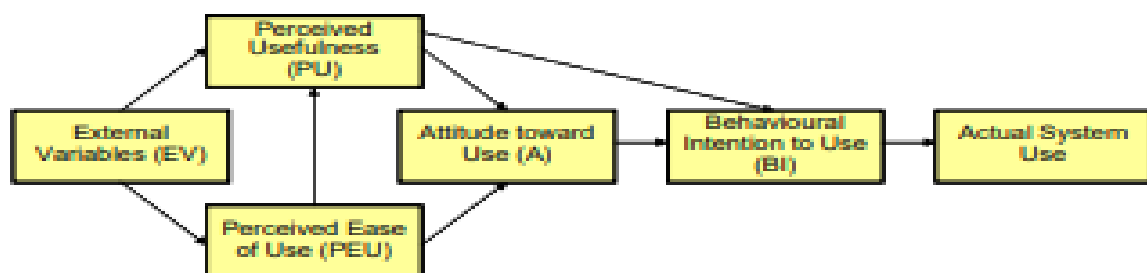 Perceived
Usefulness
(PU)
External
Variables (EV)
Attitude toward
Use (A)
Behavioural
Intention to Use
(BI)
Actual System
Use
Perceived Ease
of Use (PEU)